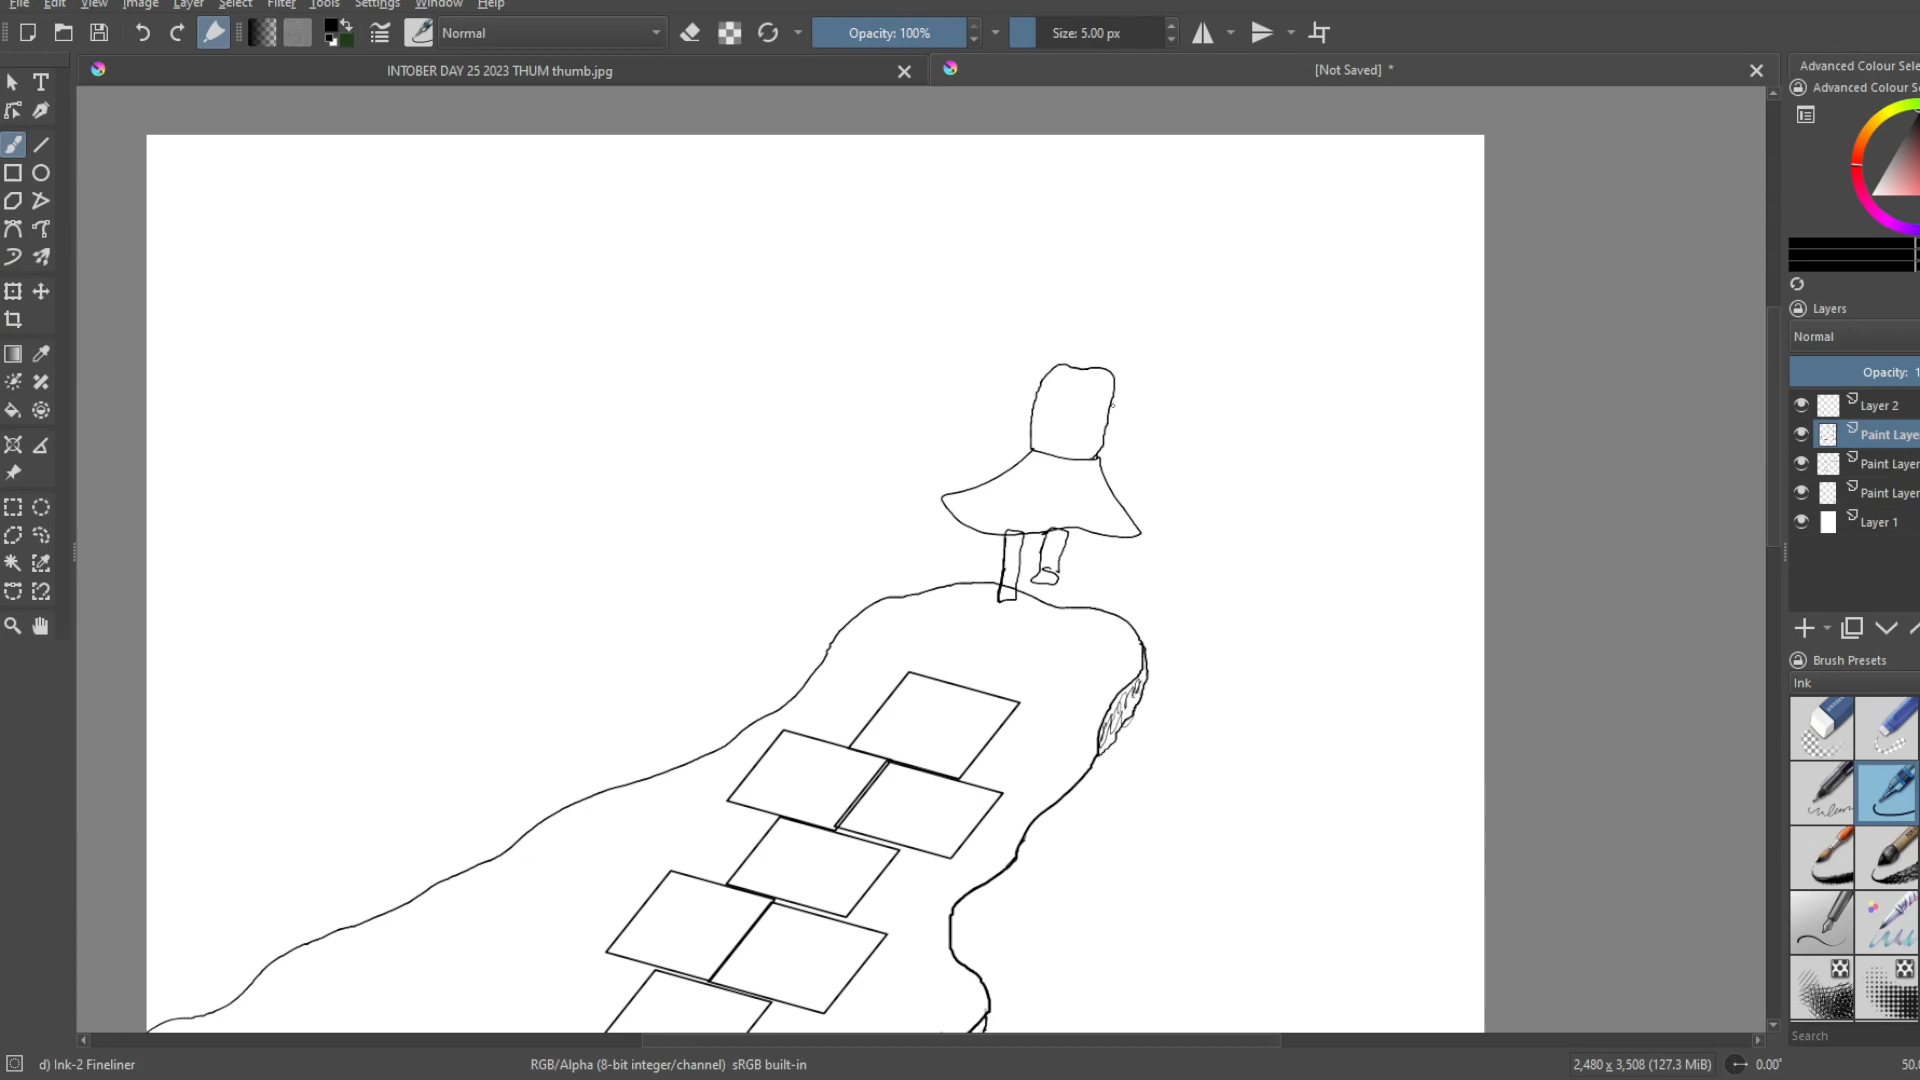 File Edit View Image Layer Select Filter Tools Settings Window Help
Normal
Opacity: 100%
Size: 5.00 px
INTOBER DAY 25 2023 THUM thumb.jpg
[Not Saved] *
Advanced Colour Sele
Advanced Colour Se
Layers
Normal
Opacity: 1
Layer 2
Paint Laye
Paint Layer
Paint Layer
Layer 1
Brush Presets
Ink
Search
d) Ink-2 Fineliner
RGB/Alpha (8-bit integer/channel) sRGB built-in
2,480 x 3,508 (127.3 MiB)
0.00°
50.0